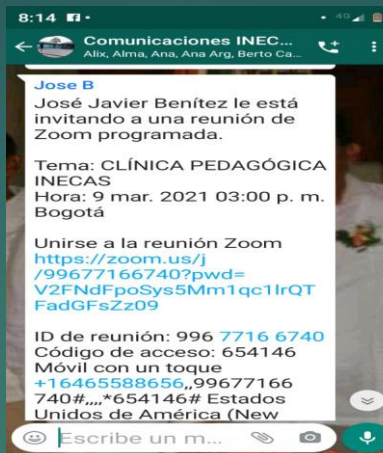 8:14
4G
Comunicaciones INEC...
Alix, Alma, Ana, Ana Arg, Berto Ca...
Jose B
José Javier Benítez le está
invitando a una reunión de
Zoom programada.
Tema: CLÍNICA PEDAGÓGICA
INECAS
Hora: 9 mar. 2021 03:00 p. m.
Bogotá
Unirse a la reunión Zoom
https://zoom.us/j
/99677166740?pwd=
V2FNdFpoSys5Mm1qc1lrQT
FadGFsZz09
ID de reunión: 996 7716 6740
Código de acceso: 654146
Móvil con un toque
+16465588656,,99677166
740#,,,,*654146# Estados
Unidos de América (New
Escribe un m...